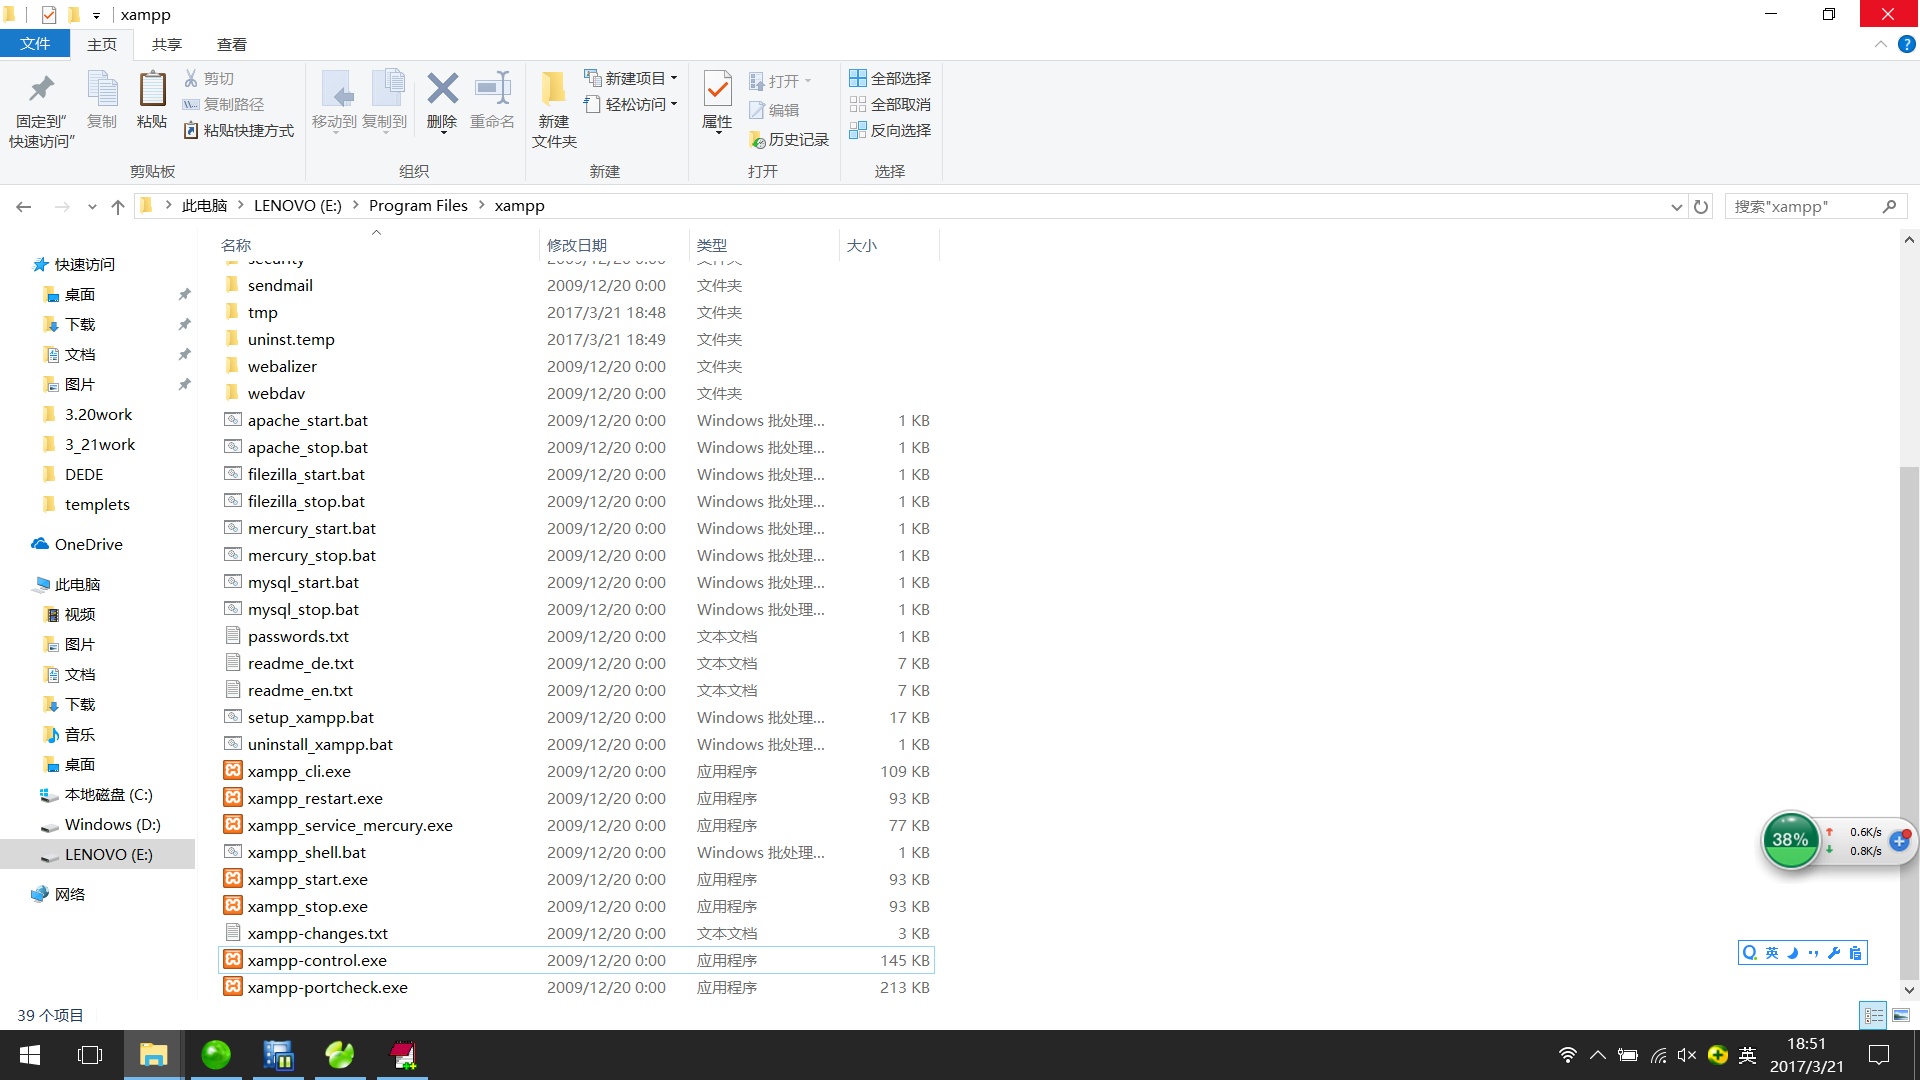 xampp
文件 主页 共享 查看
固定到"快速访问"
复制
粘贴
剪切
复制路径
粘贴快捷方式
剪贴板
移动到
复制到
删除
重命名
组织
新建文件夹
新建项目
轻松访问
新建
属性
打开
编辑
历史记录
打开
全部选择
全部取消
反向选择
选择
此电脑 LENOVO (E:) Program Files xampp
搜索"xampp"
快速访问
桌面
下载
文档
图片
3.20work
3_21work
DEDE
templets
OneDrive
此电脑
视频
图片
文档
下载
音乐
桌面
本地磁盘 (C:)
Windows (D:)
LENOVO (E:)
网络
名称 修改日期 类型 大小
security 2009/12/20 0:00 文件夹
sendmail 2009/12/20 0:00 文件夹
tmp 2017/3/21 18:48 文件夹
uninst.temp 2017/3/21 18:49 文件夹
webalizer 2009/12/20 0:00 文件夹
webdav 2009/12/20 0:00 文件夹
apache_start.bat 2009/12/20 0:00 Windows 批处理... 1 KB
apache_stop.bat 2009/12/20 0:00 Windows 批处理... 1 KB
filezilla_start.bat 2009/12/20 0:00 Windows 批处理... 1 KB
filezilla_stop.bat 2009/12/20 0:00 Windows 批处理... 1 KB
mercury_start.bat 2009/12/20 0:00 Windows 批处理... 1 KB
mercury_stop.bat 2009/12/20 0:00 Windows 批处理... 1 KB
mysql_start.bat 2009/12/20 0:00 Windows 批处理... 1 KB
mysql_stop.bat 2009/12/20 0:00 Windows 批处理... 1 KB
passwords.txt 2009/12/20 0:00 文本文档 1 KB
readme_de.txt 2009/12/20 0:00 文本文档 7 KB
readme_en.txt 2009/12/20 0:00 文本文档 7 KB
setup_xampp.bat 2009/12/20 0:00 Windows 批处理... 17 KB
uninstall_xampp.bat 2009/12/20 0:00 Windows 批处理... 1 KB
xampp_cli.exe 2009/12/20 0:00 应用程序 109 KB
xampp_restart.exe 2009/12/20 0:00 应用程序 93 KB
xampp_service_mercury.exe 2009/12/20 0:00 应用程序 77 KB
xampp_shell.bat 2009/12/20 0:00 Windows 批处理... 1 KB
xampp_start.exe 2009/12/20 0:00 应用程序 93 KB
xampp_stop.exe 2009/12/20 0:00 应用程序 93 KB
xampp-changes.txt 2009/12/20 0:00 文本文档 3 KB
xampp-control.exe 2009/12/20 0:00 应用程序 145 KB
xampp-portcheck.exe 2009/12/20 0:00 应用程序 213 KB
38% 0.6K/s
0.8K/s
英
39 个项目
英
18:51
2017/3/21